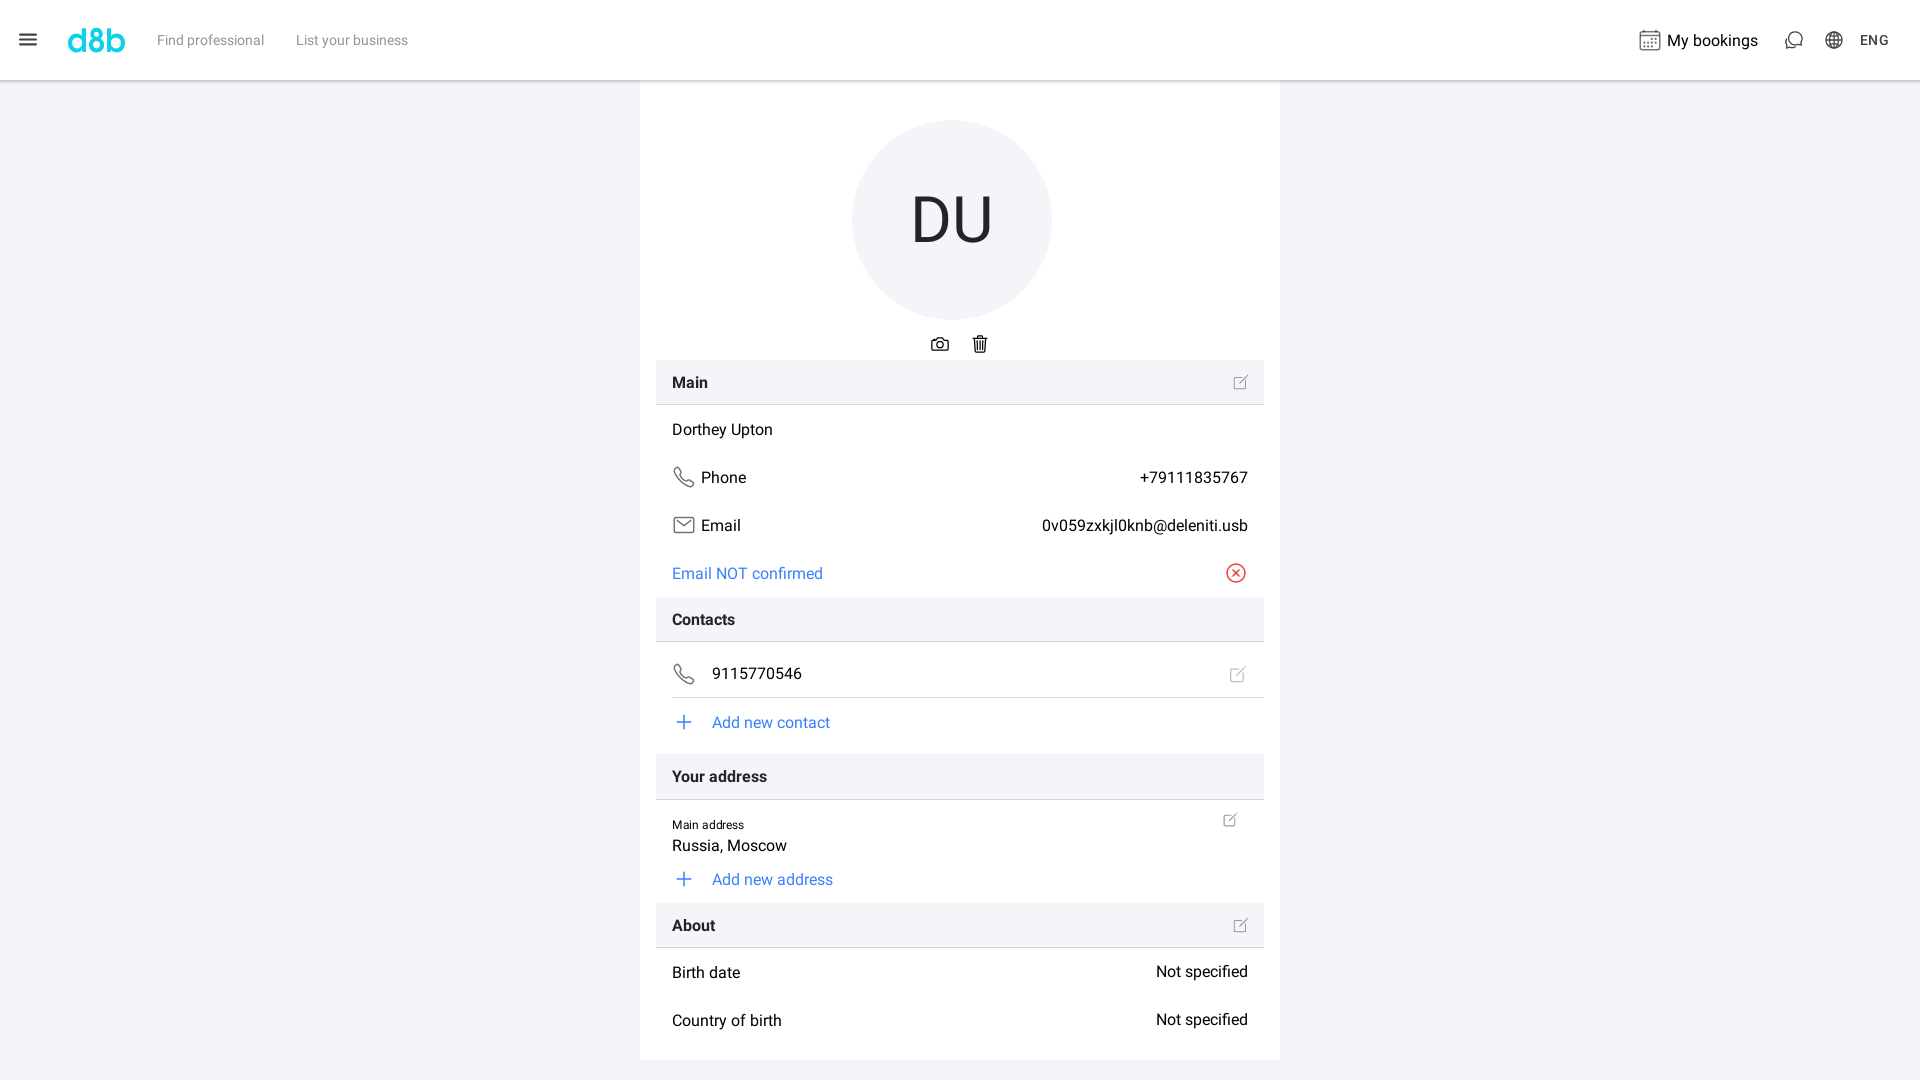 d8b Find professional List your business My bookings ENG
DU
Main
Dorthey Upton
Phone +79111835767
Email 0v059zxkjl0knb@deleniti.usb
Email NOT confirmed
Contacts
9115770546
Add new contact
Your address
Main address
Russia, Moscow
Add new address
About
Birth date Not specified
Country of birth Not specified